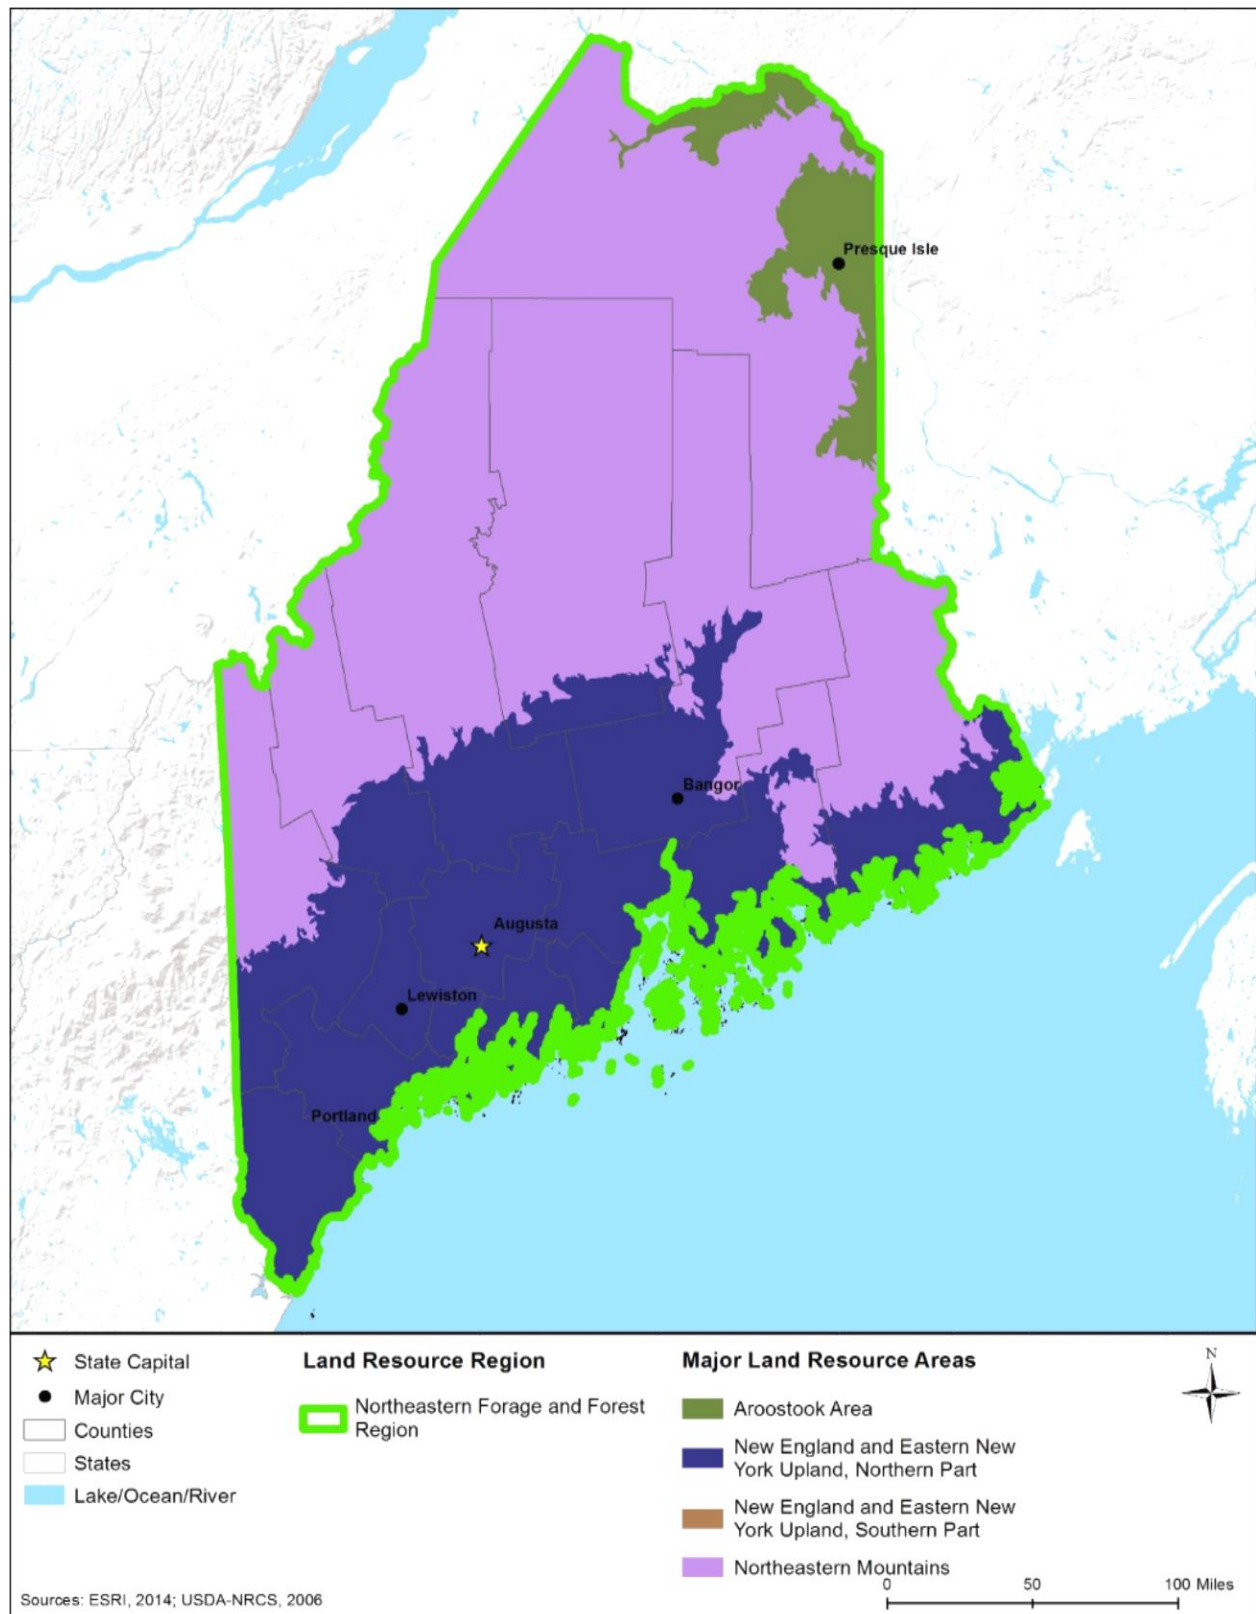 Presque Isle
Bangor
Augusta
Lewiston
Portland
State Capital
Major City
Counties
States
Lake/Ocean/River
Land Resource Region
Northeastern Forage and Forest
Region
Major Land Resource Areas
Aroostook Area
New England and Eastern New
York Upland, Northern Part
New England and Eastern New
York Upland, Southern Part
Northeastern Mountains
N
0 50 100 Miles
Sources: ESRI, 2014; USDA-NRCS, 2006